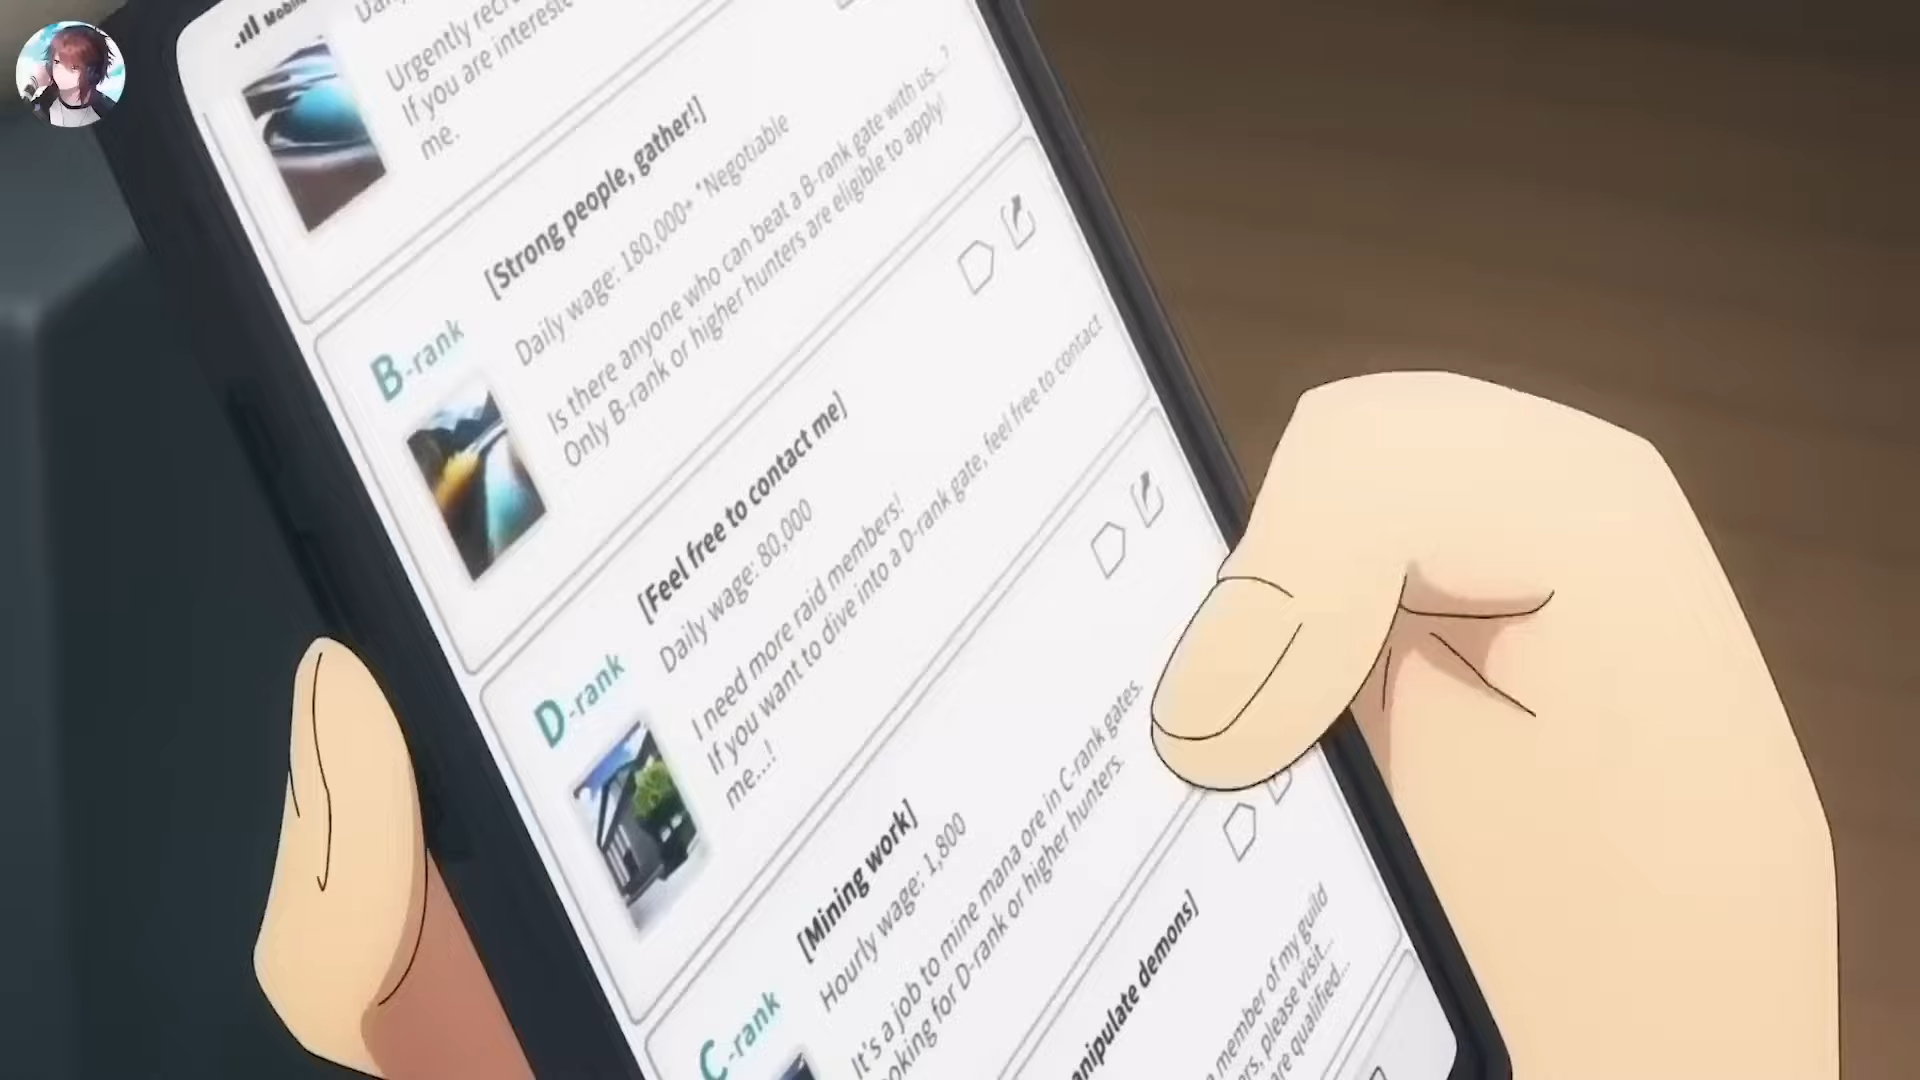 Mobile
Urgently
If you are
me.
[Strong people, gather!]
Daily wage: 180,000+ *Negotiable
B-rank
Is there anyone who can beat a B-rank gate with us...?
Only B-rank or higher hunters are eligible to apply!
[Feel free to contact me]
Daily wage: 80,000
D-rank
I need more raid members!
If you want to dive into a D-rank gate, feel free to contact
me...!
[Mining work]
Hourly wage: 1,800
C-rank
It's a job to mine mana ore in C-rank gates.
oking for D-rank or higher hunters.
anipulate demons]
member of my guild
ers, please visit...
are qualified...